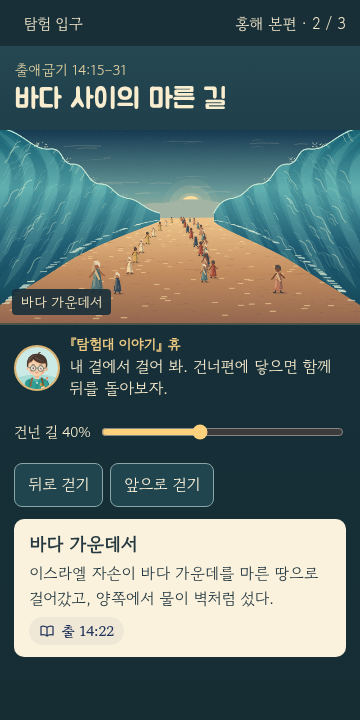 탐험 입구
홍해 본편 · 2 / 3
출애굽기 14:15–31
바다 사이의 마른 길
바다 가운데서
『탐험대 이야기』 휴
내 곁에서 걸어 봐. 건너편에 닿으면 함께
뒤를 돌아보자.
건넌 길 40%
뒤로 걷기
앞으로 걷기
바다 가운데서
이스라엘 자손이 바다 가운데를 마른 땅으로
걸어갔고, 양쪽에서 물이 벽처럼 섰다.
출 14:22